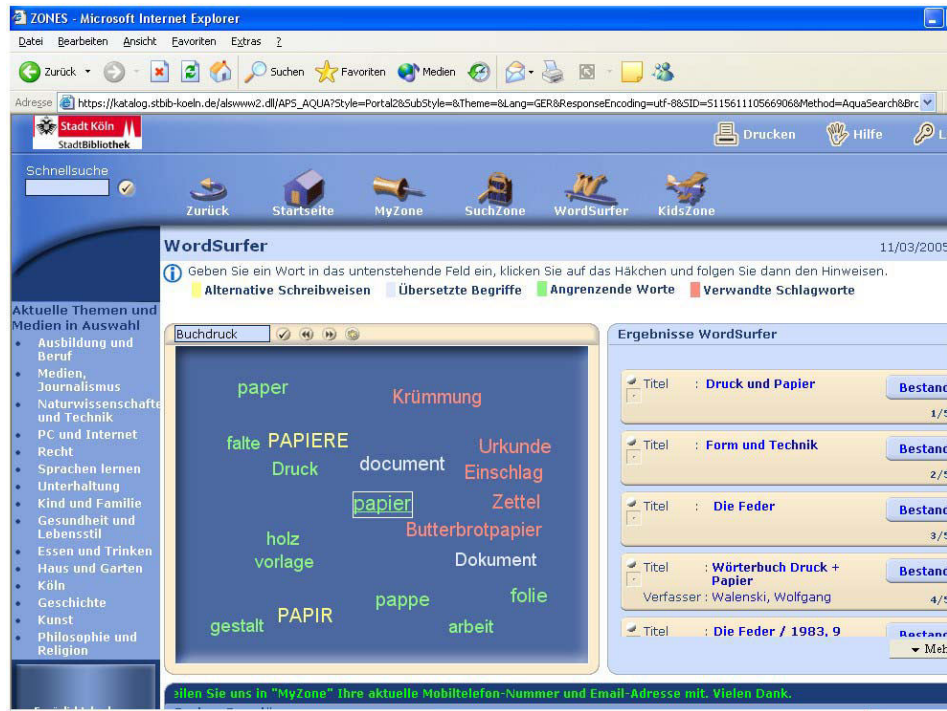 ZONES - Microsoft Internet Explorer
Datei Bearbeiten Ansicht Favoriten Extras ?
Zurück Suchen Favoriten Medien
Adresse https://katalog.stbib-koeln.de/alswww2.dll/APS_AQUA?Style=Portal2&SubStyle=&Theme=&Lang=GER&ResponseEncoding=utf-8&SID=S11561110566906&Method=AquaSearch&Brc
Stadt Köln
StadtBibliothek
Drucken Hilfe L
Schnellsuche
Zurück Startseite MyZone SuchZone WordSurfer KidsZone
WordSurfer 11/03/2005
Geben Sie ein Wort in das untenstehende Feld ein, klicken Sie auf das Häkchen und folgen Sie dann den Hinweisen.
Alternative Schreibweisen Übersetzte Begriffe Angrenzende Worte Verwandte Schlagworte
Aktuelle Themen und
Medien in Auswahl
Ausbildung und
Beruf
Medien,
Journalismus
Naturwissenschafte
und Technik
PC und Internet
Recht
Sprachen lernen
Unterhaltung
Kind und Familie
Gesundheit und
Lebensstil
Essen und Trinken
Haus und Garten
Köln
Geschichte
Kunst
Philosophie und
Religion
Buchdruck
paper
Krümmung
falte PAPIERE Urkunde
Druck document Einschlag
papier Zettel
holz Butterbrotpapier
vorlage Dokument
pappe folie
gestalt PAPIR arbeit
Ergebnisse WordSurfer
Titel : Druck und Papier Bestand
1/5
Titel : Form und Technik Bestand
2/5
Titel : Die Feder Bestand
3/5
Titel : Wörterbuch Druck +
Papier Bestand
Verfasser : Walenski, Wolfgang 4/5
Titel : Die Feder / 1983, 9 Bestand
Meh
eilen Sie uns in "MyZone" Ihre aktuelle Mobiltelefon-Nummer und Email-Adresse mit. Vielen Dank.